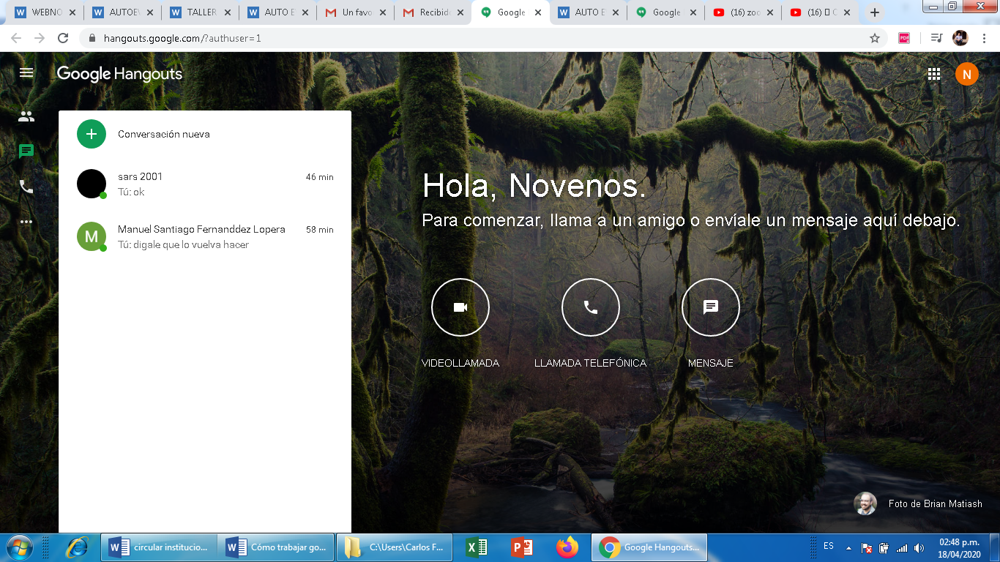 WEBNO
AUTOEV
TALLER
AUTO E
Un favo
Recibido
Google
AUTO E
Google
(16) zoo
(16)
hangouts.google.com/?authuser=1
PDF
Google Hangouts
N
Conversación nueva
sars 2001
46 min
Tú: ok
M
Manuel Santiago Fernanddez Lopera
58 min
Tú: digale que lo vuelva hacer
Hola, Novenos.
Para comenzar, llama a un amigo o envíale un mensaje aquí debajo.
VIDEOLLAMADA
LLAMADA TELEFÓNICA
MENSAJE
Foto de Brian Matiash
circular institucio...
Cómo trabajar go...
C:\Users\Carlos F...
Google Hangouts...
ES
02:48 p.m.
18/04/2020